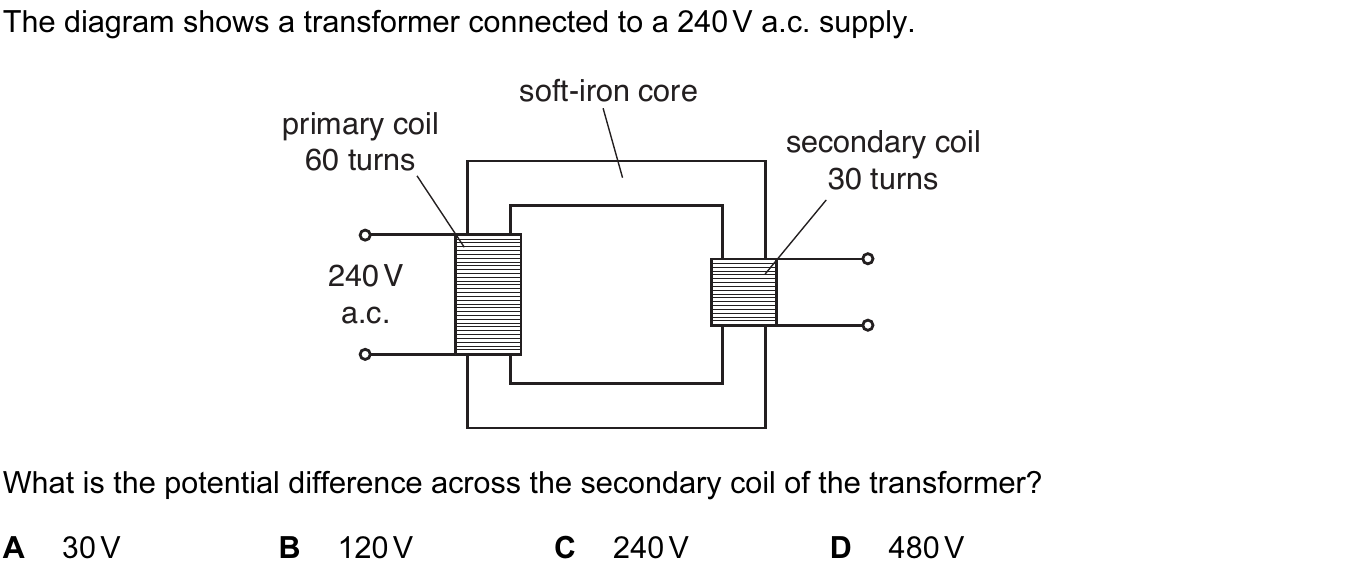 The diagram shows a transformer connected to a 240 V a.c. supply.
soft-iron core
primary coil
60 turns
secondary coil
30 turns
240 V
a.c.
What is the potential difference across the secondary coil of the transformer?
A 30 V B 120 V C 240 V D 480 V